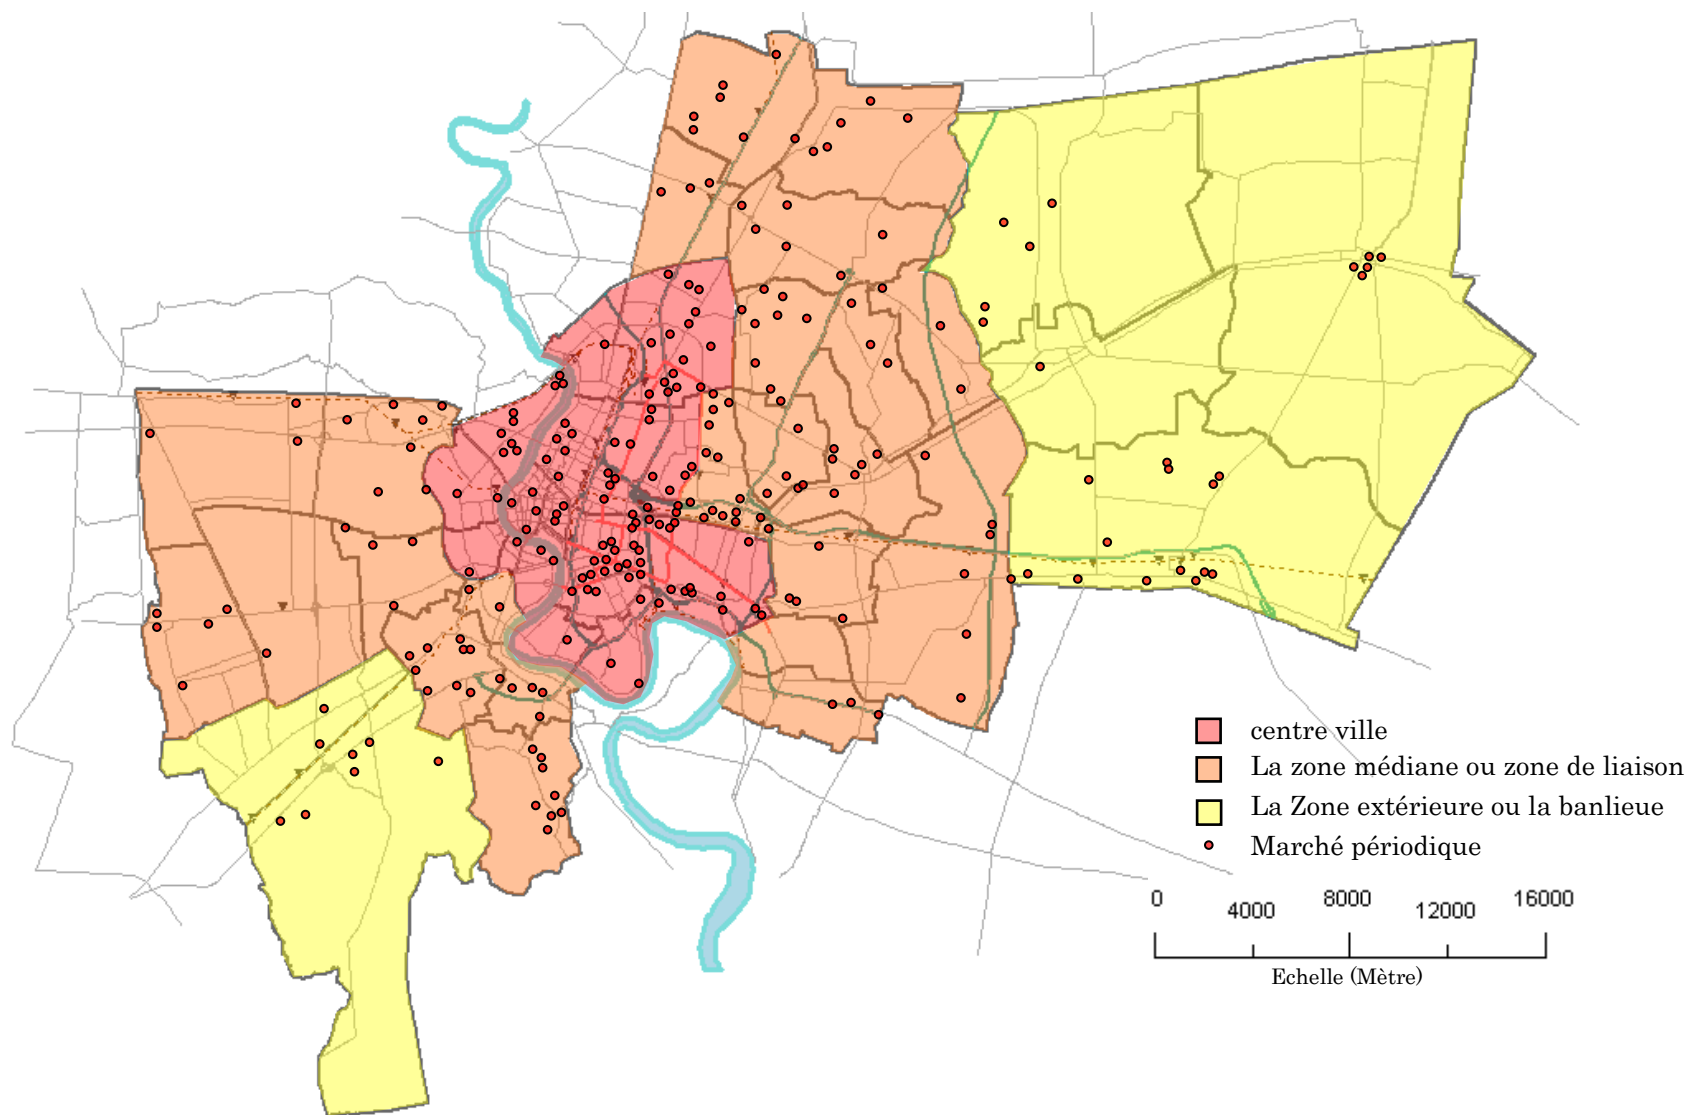 centre ville
La zone médiane ou zone de liaison
La Zone extérieure ou la banlieue
Marché périodique
0 4000 8000 12000 16000
Echelle (Mètre)